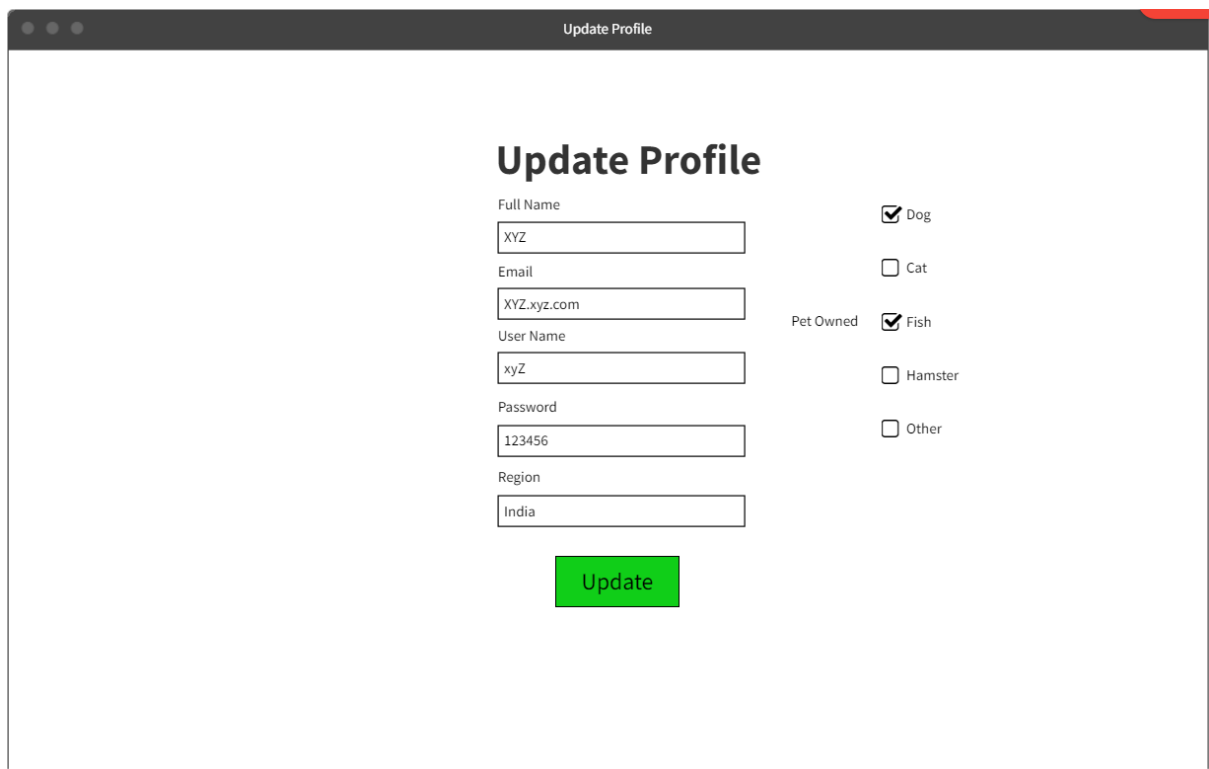 Update Profile
Update Profile
Full Name
XYZ
Email
XYZ.xyz.com
User Name
xyZ
Password
123456
Region
India
Update
Pet Owned
Dog
Cat
Fish
Hamster
Other